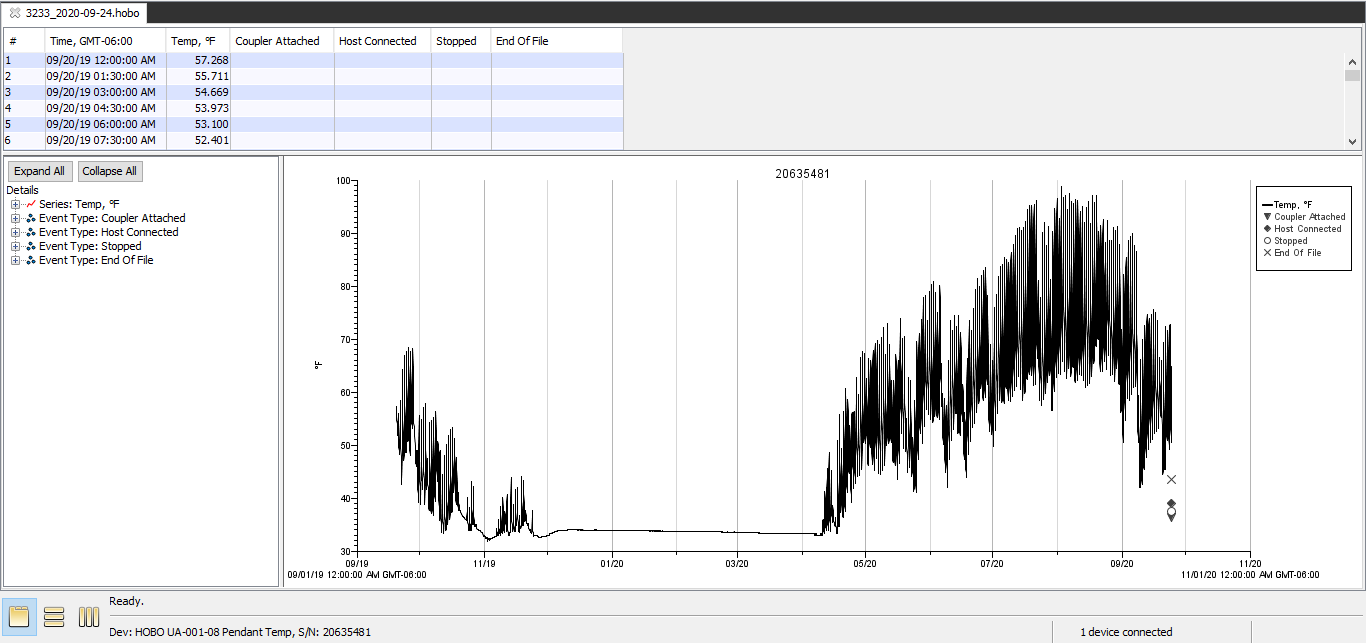 3233_2020-09-24.hobo
# Time, GMT-06:00 Temp, °F Coupler Attached Host Connected Stopped End Of File
1 09/20/19 12:00:00 AM 57.268
2 09/20/19 01:30:00 AM 55.711
3 09/20/19 03:00:00 AM 54.669
4 09/20/19 04:30:00 AM 53.973
5 09/20/19 06:00:00 AM 53.100
6 09/20/19 07:30:00 AM 52.401
Expand All Collapse All
Details
Series: Temp, °F
Event Type: Coupler Attached
Event Type: Host Connected
Event Type: Stopped
Event Type: End Of File
20635481
100
90
80
70
60
50
40
30
°F
09/19 11/19 01/20 03/20 05/20 07/20 09/20 11/20
09/01/19 12:00:00 AM GMT-06:00 11/01/20 12:00:00 AM GMT-06:00
Temp, °F
Coupler Attached
Host Connected
Stopped
End Of File
Ready.
Dev: HOBO UA-001-08 Pendant Temp, S/N: 20635481 1 device connected